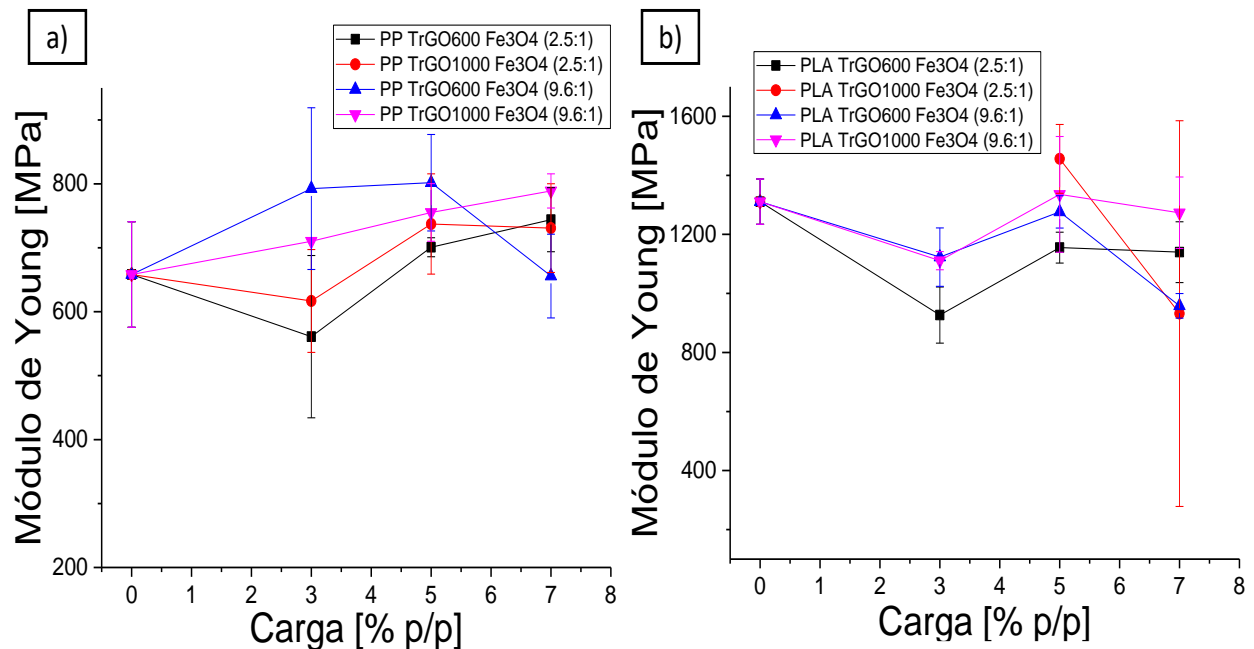 a)
PP TrGO600 Fe3O4 (2.5:1)
PP TrGO1000 Fe3O4 (2.5:1)
PP TrGO600 Fe3O4 (9.6:1)
PP TrGO1000 Fe3O4 (9.6:1)
Módulo de Young [MPa]
800
600
400
200
0 1 2 3 4 5 6 7 8
Carga [% p/p]
b)
PLA TrGO600 Fe3O4 (2.5:1)
PLA TrGO1000 Fe3O4 (2.5:1)
PLA TrGO600 Fe3O4 (9.6:1)
PLA TrGO1000 Fe3O4 (9.6:1)
Módulo de Young [MPa]
1600
1200
800
400
0 1 2 3 4 5 6 7 8
Carga [% p/p]